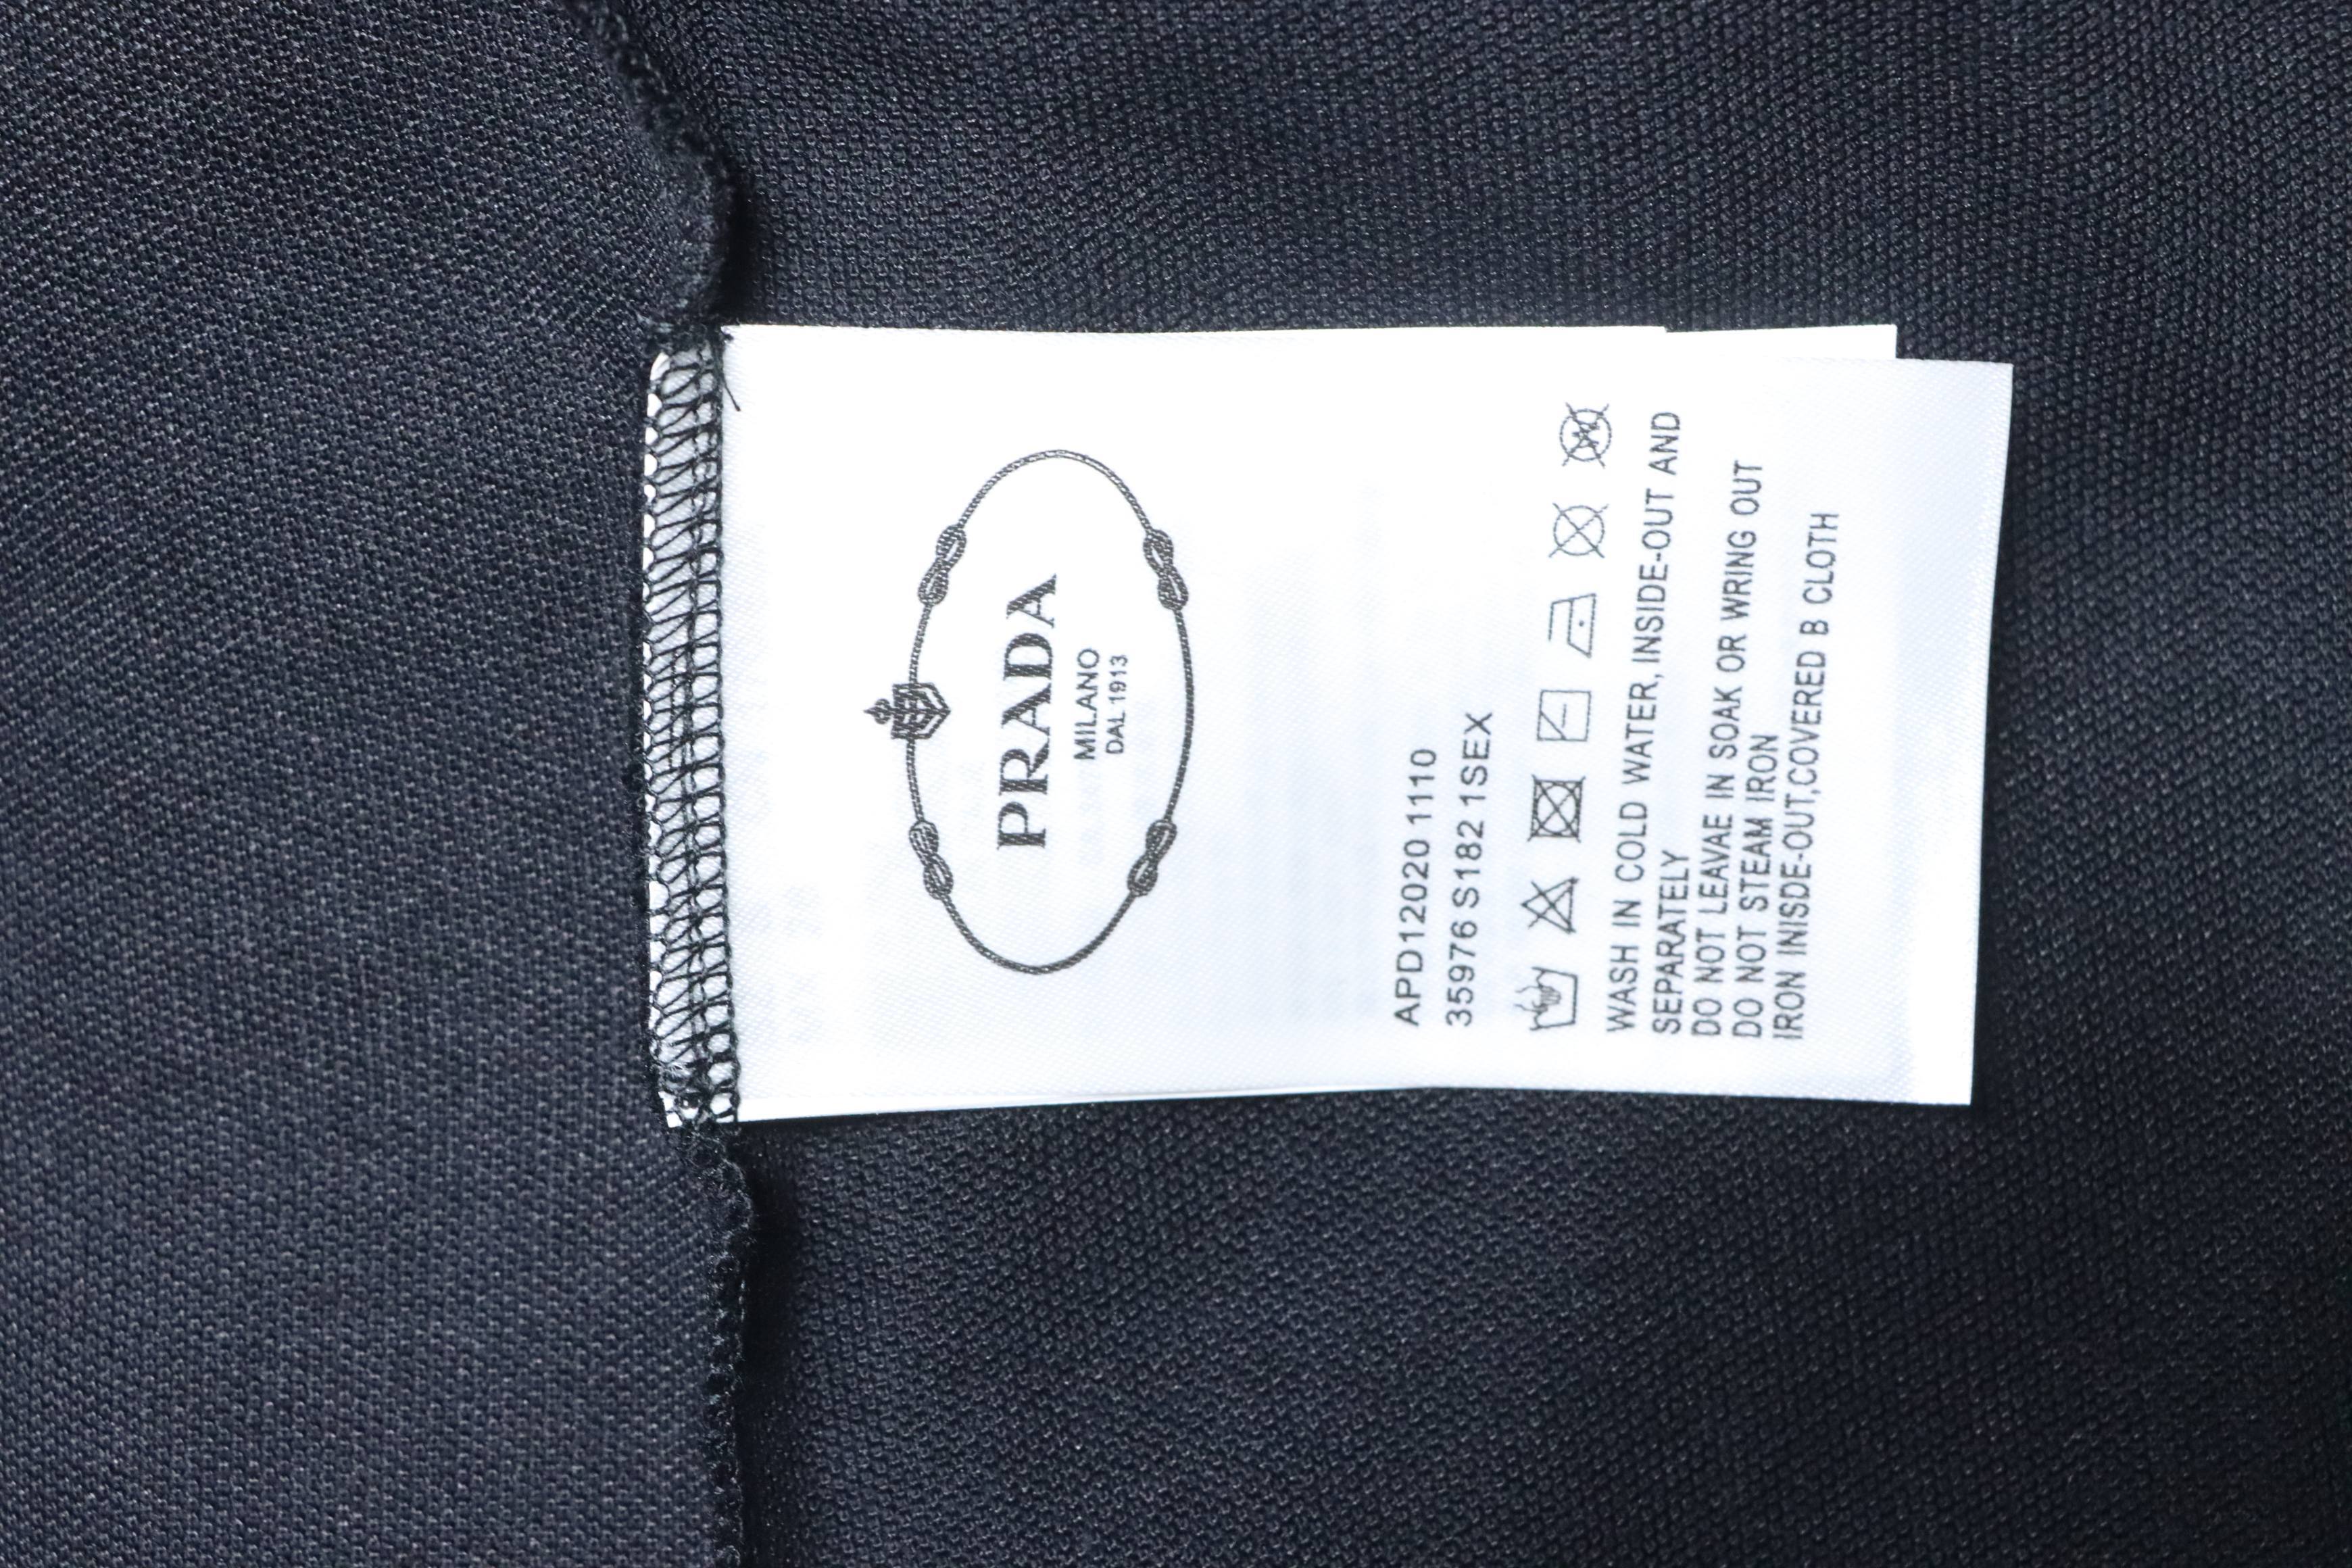 PRADA
MILANO
DAL 1913
APD12020 1110
35976 S182 1SEX
WASH IN COLD WATER, INSIDE-OUT AND
SEPARATELY
DO NOT LEAVAE IN SOAK OR WRING OUT
DO NOT STEAM IRON
IRON INISDE-OUT,COVERED B CLOTH